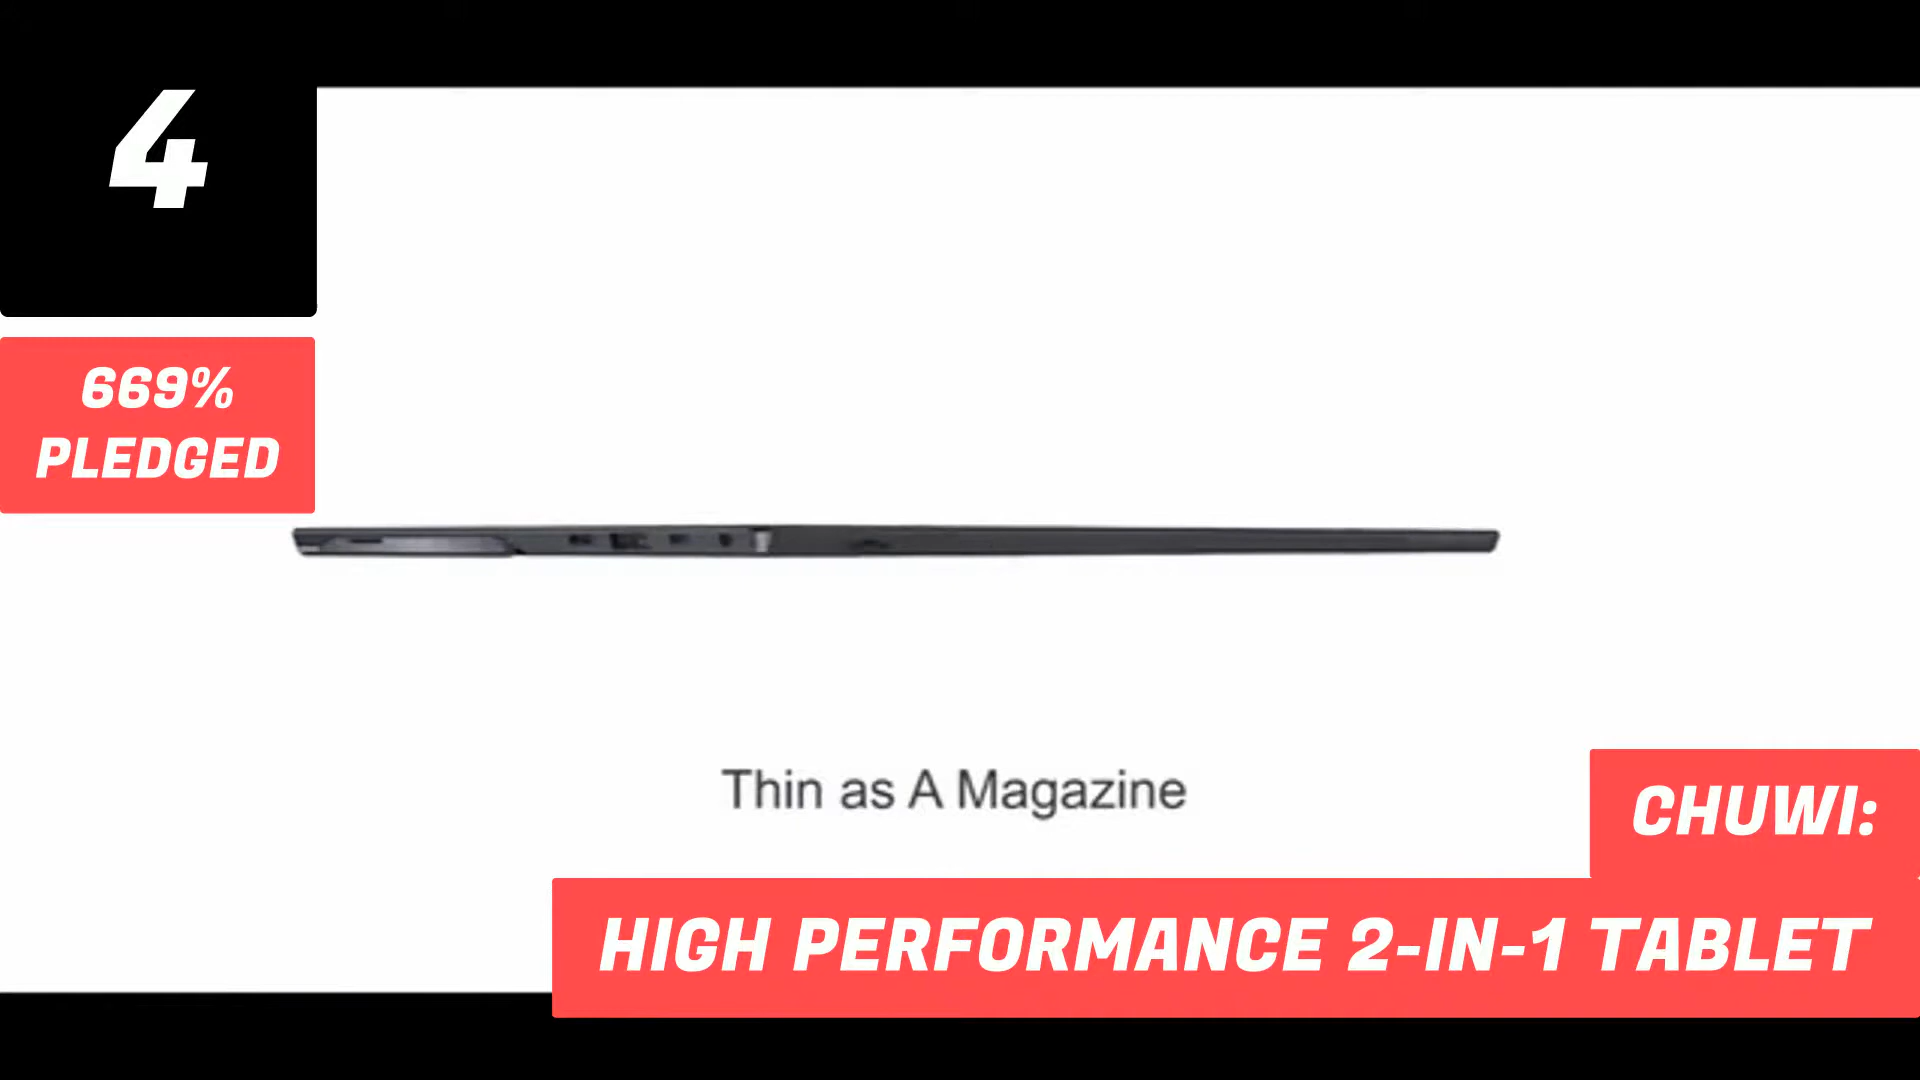 4
669%
PLEDGED
Thin as A Magazine
CHUWI:
HIGH PERFORMANCE 2-IN-1 TABLET